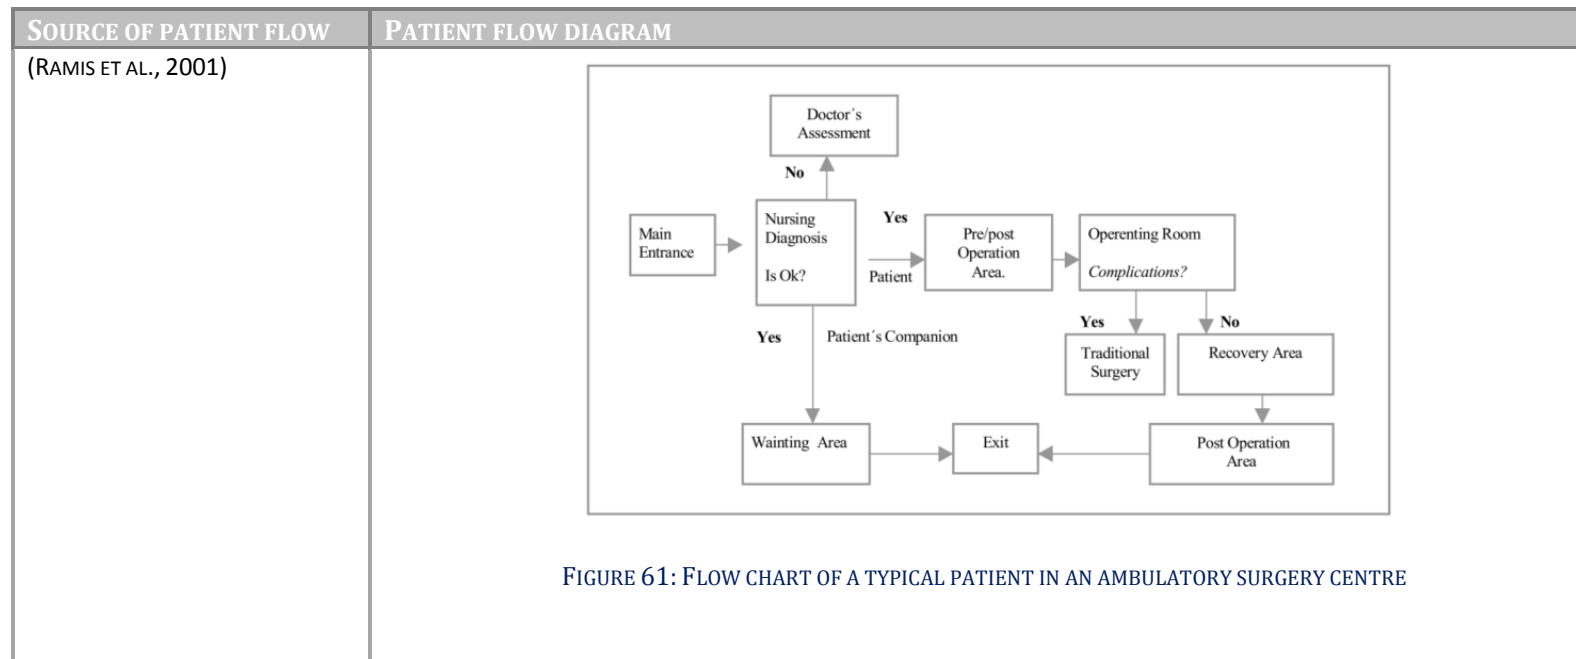 SOURCE OF PATIENT FLOW
PATIENT FLOW DIAGRAM
(RAMIS ET AL., 2001)
Doctor´s
Assessment
No
Main
Entrance
Nursing
Diagnosis
Is Ok?
Yes
Patient
Pre/post
Operation
Area.
Operenting Room
Complications?
Yes
Patient´s Companion
Yes
No
Traditional
Surgery
Recovery Area
Wainting Area
Exit
Post Operation
Area
FIGURE 61: FLOW CHART OF A TYPICAL PATIENT IN AN AMBULATORY SURGERY CENTRE